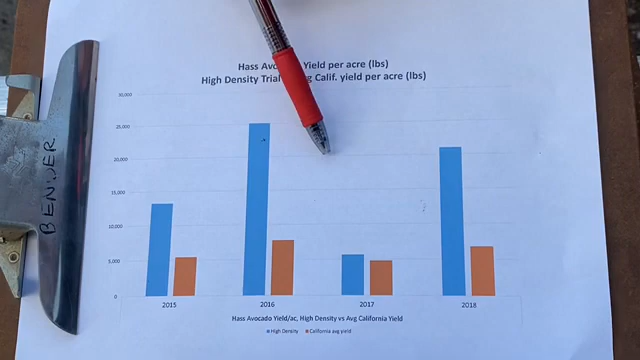 Hass Yield per acre (lbs)
High Density Trial Calif. yield per acre (lbs)
30,000
25,000
20,000
15,000
10,000
5,000
0
2015 2016 2017 2018
Hass Avocado Yield/ac, High Density vs Avg California Yield
High Density California avg yield
BENDER